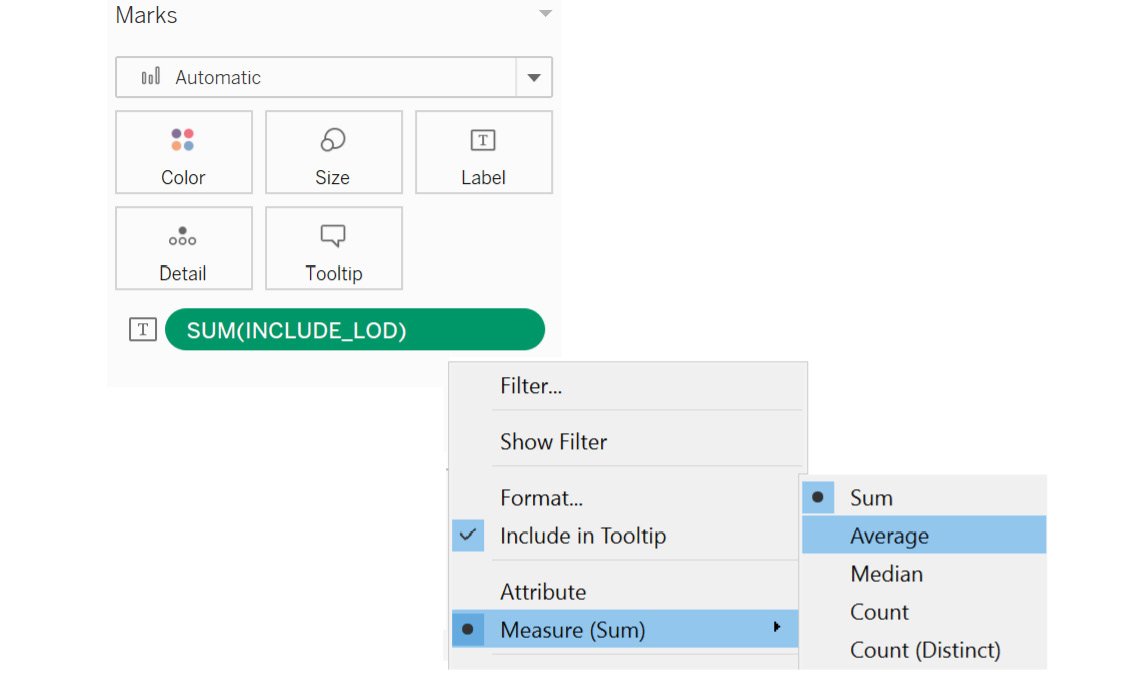 Marks
Automatic
Color
Size
T
Label
Detail
Tooltip
T
SUM(INCLUDE_LOD)
Filter...
Show Filter
Format...
Include in Tooltip
Attribute
Measure (Sum)
Sum
Average
Median
Count
Count (Distinct)